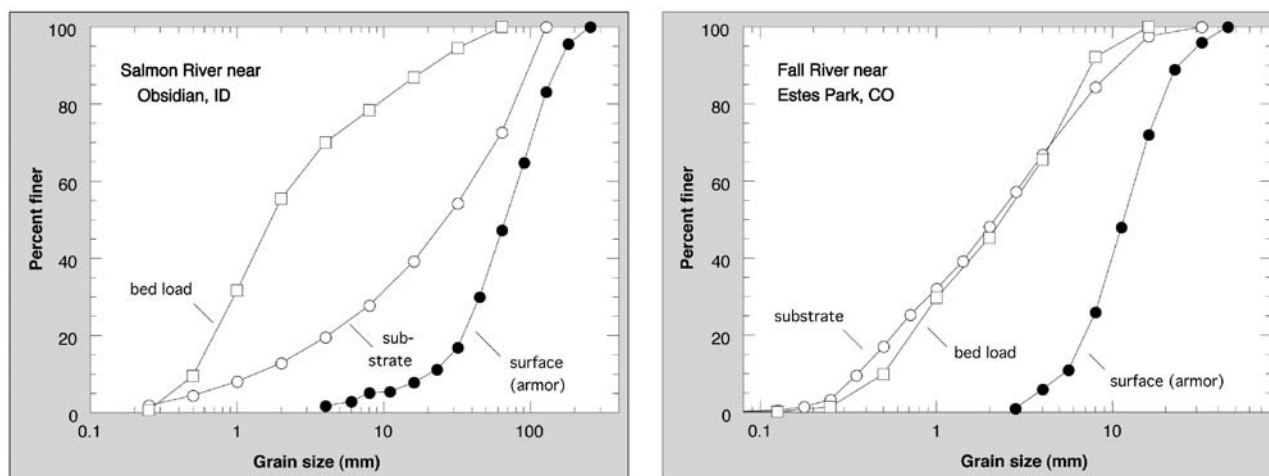 100
80
60
40
20
0
Percent finer
0.1
1
10
100
Grain size (mm)
Salmon River near
Obsidian, ID
bed load
sub-
strate
surface
(armor)
100
80
60
40
20
0
Percent finer
0.1
1
10
Grain size (mm)
Fall River near
Estes Park, CO
substrate
bed load
surface (armor)